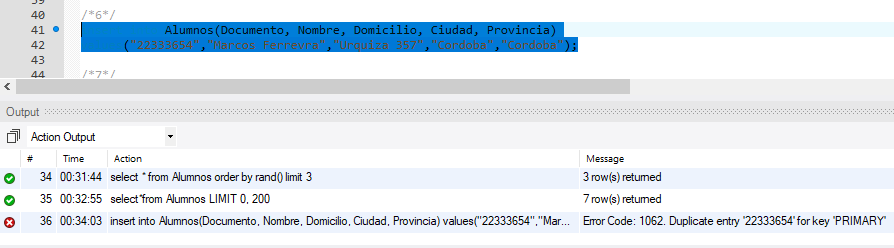 40 /*6*/
41 Alumnos(Documento, Nombre, Domicilio, Ciudad, Provincia)
42 ("22333654","Marcos Ferreyra","Urquiza 357","Cordoba","Cordoba");
43
44 /*7*/
Output
Action Output
# Time Action Message
34 00:31:44 select * from Alumnos order by rand() limit 3 3 row(s) returned
35 00:32:55 select*from Alumnos LIMIT 0, 200 7 row(s) returned
36 00:34:03 insert into Alumnos(Documento, Nombre, Domicilio, Ciudad, Provincia) values("22333654","Mar... Error Code: 1062. Duplicate entry '22333654' for key 'PRIMARY'